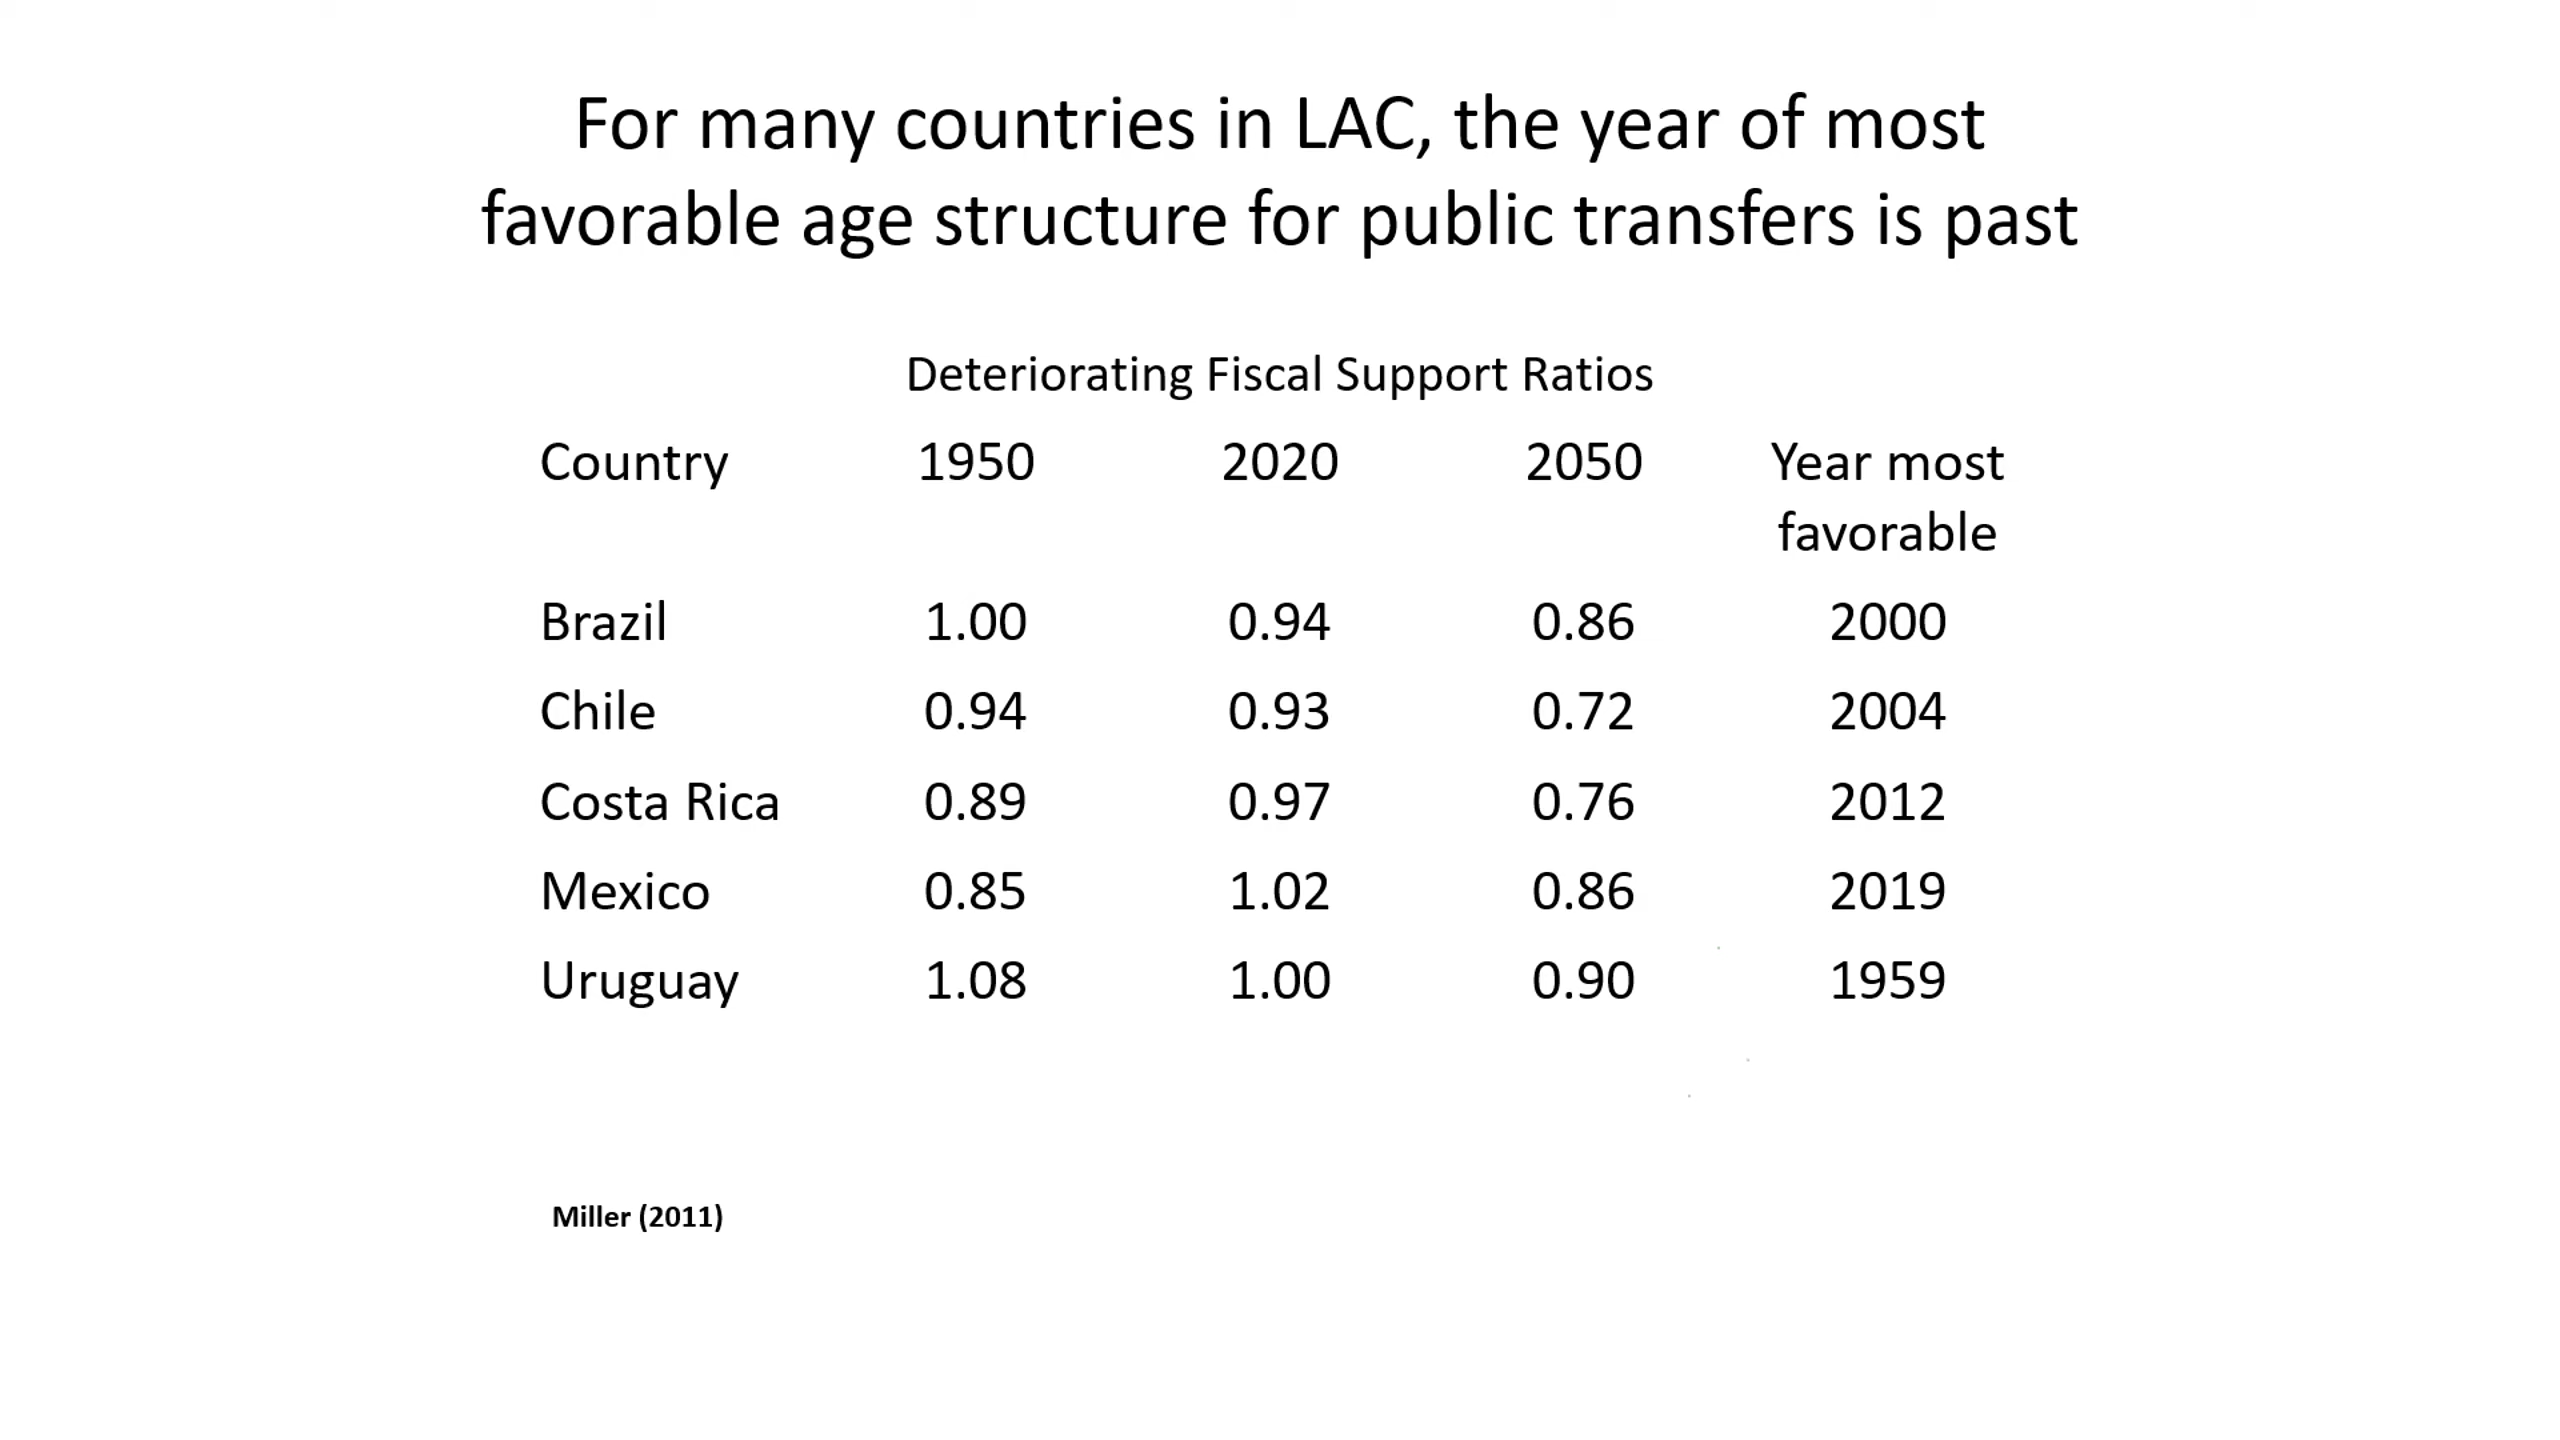 For many countries in LAC, the year of most
favorable age structure for public transfers is past
Deteriorating Fiscal Support Ratios
Country 1950 2020 2050 Year most
favorable
Brazil 1.00 0.94 0.86 2000
Chile 0.94 0.93 0.72 2004
Costa Rica 0.89 0.97 0.76 2012
Mexico 0.85 1.02 0.86 2019
Uruguay 1.08 1.00 0.90 1959
Miller (2011)